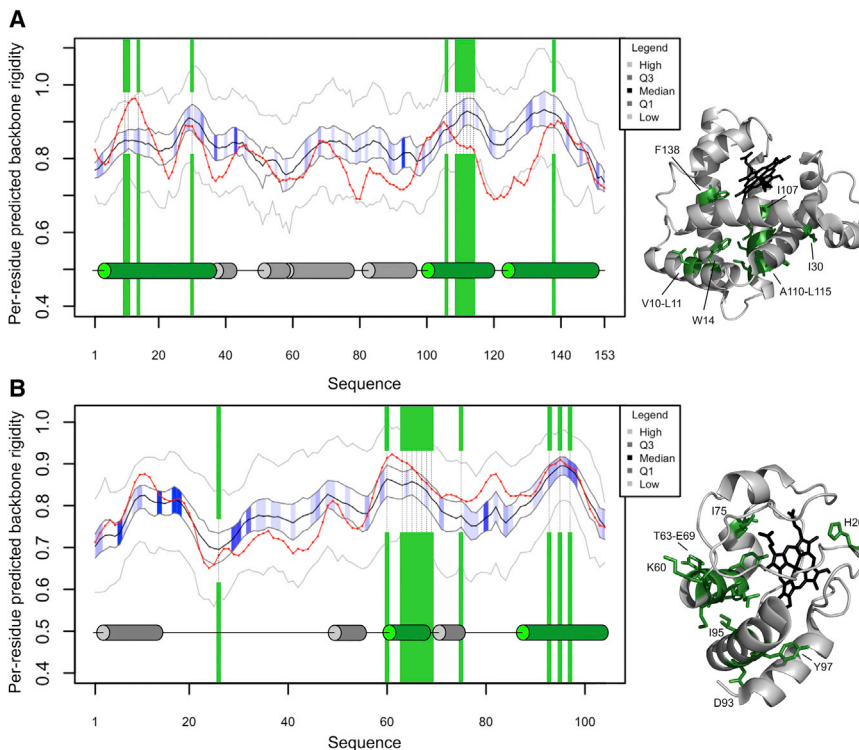 A
Per-residue predicted backbone rigidity
1.0
0.8
0.6
0.4
1 20 40 60 80 100 120 140 153
Sequence
Legend
High
Q3
Median
Q1
Low
F138
I107
I30
V10-L11
A110-L115
W14
B
Per-residue predicted backbone rigidity
1.0
0.9
0.8
0.7
0.6
0.5
0.4
1 20 40 60 80 100
Sequence
Legend
High
Q3
Median
Q1
Low
I75
H2
T63-E69
K60
I95
Y97
D93